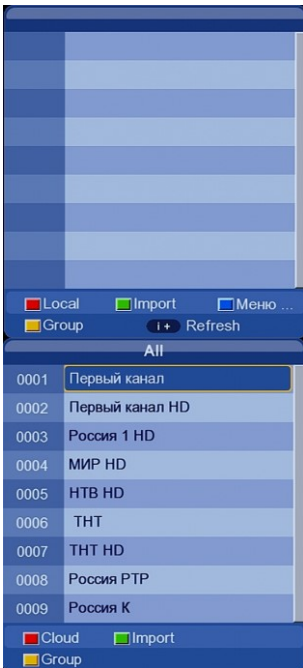 Local Import Меню ...
Group i+ Refresh
All
0001 Первый канал
0002 Первый канал HD
0003 Россия 1 HD
0004 МИР HD
0005 НТВ HD
0006 ТНТ
0007 ТНТ HD
0008 Россия РТР
0009 Россия К
Cloud Import
Group